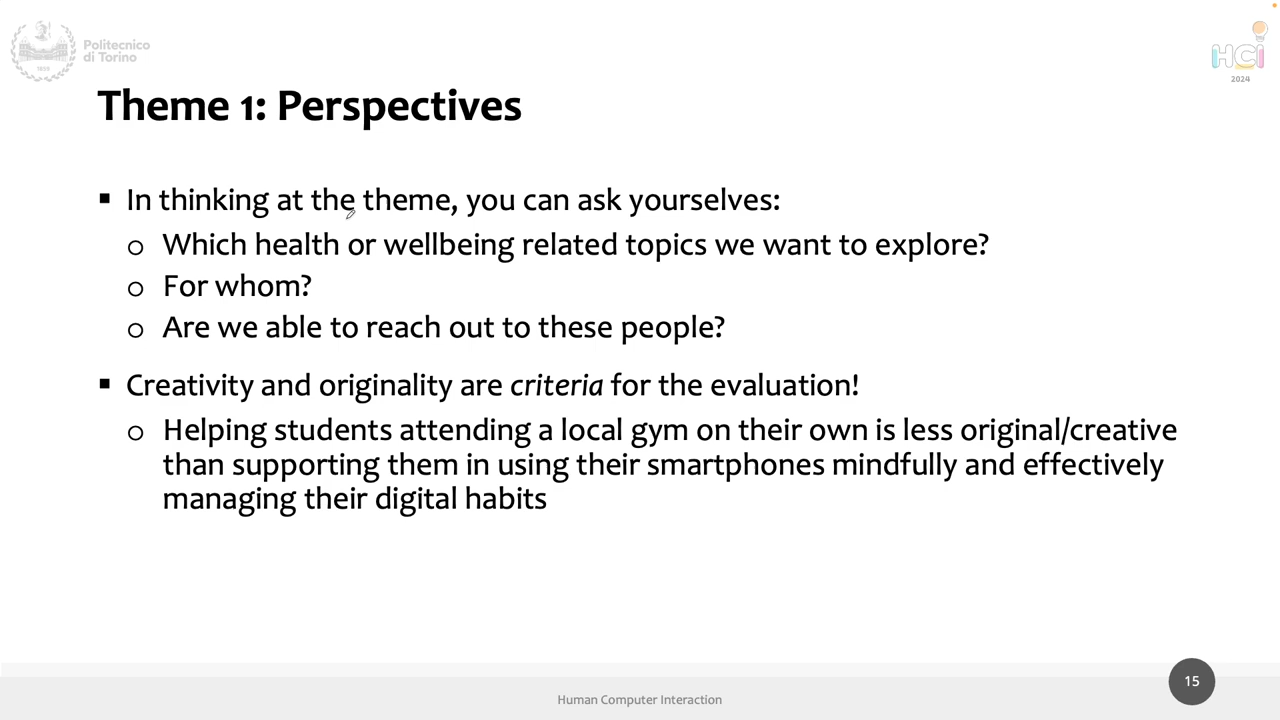 Politecnico
di Torino
1859
HCI
2024
Theme 1: Perspectives
▪ In thinking at the theme, you can ask yourselves:
o Which health or wellbeing related topics we want to explore?
o For whom?
o Are we able to reach out to these people?
▪ Creativity and originality are criteria for the evaluation!
o Helping students attending a local gym on their own is less original/creative
than supporting them in using their smartphones mindfully and effectively
managing their digital habits
Human Computer Interaction
15